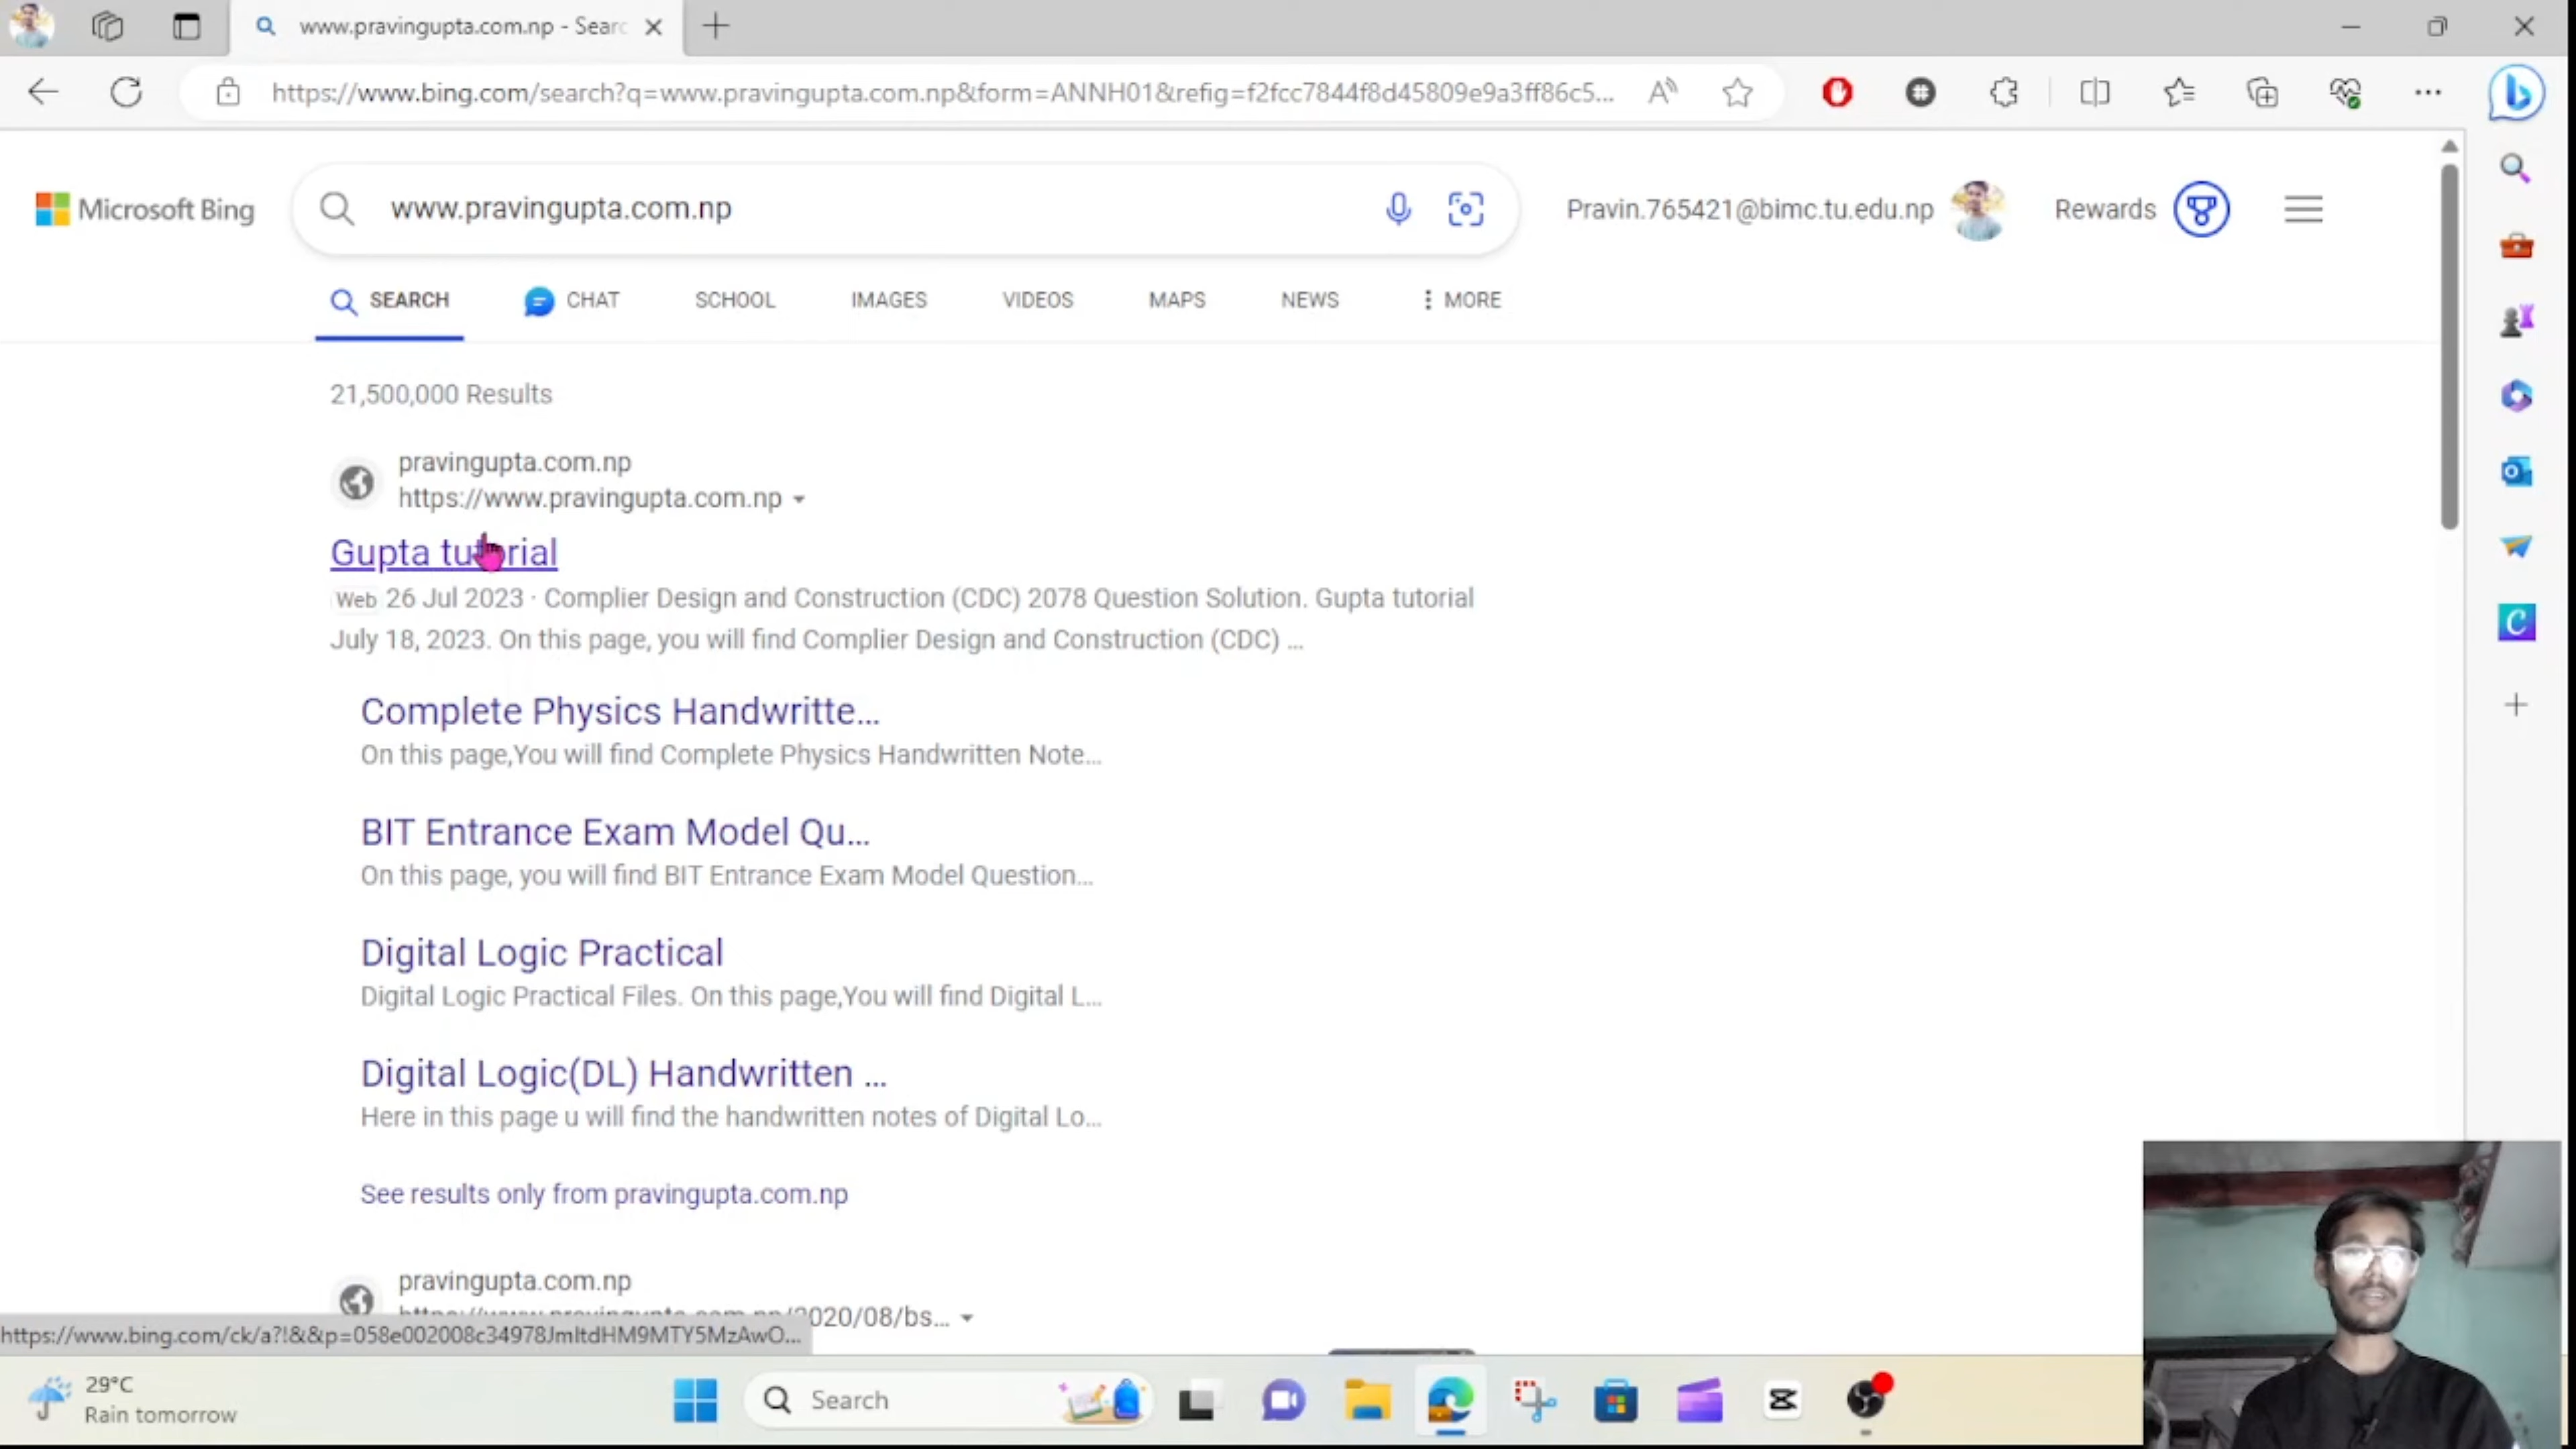 www.pravingupta.com.np - Searc
https://www.bing.com/search?q=www.pravingupta.com.np&form=ANNH01&refig=f2fcc7844f8d45809e9a3ff86c5...
Microsoft Bing
www.pravingupta.com.np
Pravin.765421@bimc.tu.edu.np
Rewards
SEARCH
CHAT
SCHOOL
IMAGES
VIDEOS
MAPS
NEWS
MORE
21,500,000 Results
pravingupta.com.np
https://www.pravingupta.com.np
Gupta tutorial
Web 26 Jul 2023 · Complier Design and Construction (CDC) 2078 Question Solution. Gupta tutorial
July 18, 2023. On this page, you will find Complier Design and Construction (CDC) ...
Complete Physics Handwritte...
On this page,You will find Complete Physics Handwritten Note...
BIT Entrance Exam Model Qu...
On this page, you will find BIT Entrance Exam Model Question...
Digital Logic Practical
Digital Logic Practical Files. On this page,You will find Digital L...
Digital Logic(DL) Handwritten ...
Here in this page u will find the handwritten notes of Digital Lo...
See results only from pravingupta.com.np
pravingupta.com.np
https://www.pravingupta.com.np/2020/08/bs...
https://www.bing.com/ck/a?!&&p=058e002008c34978JmltdHM9MTY5MzAwO...
29°C
Rain tomorrow
Search